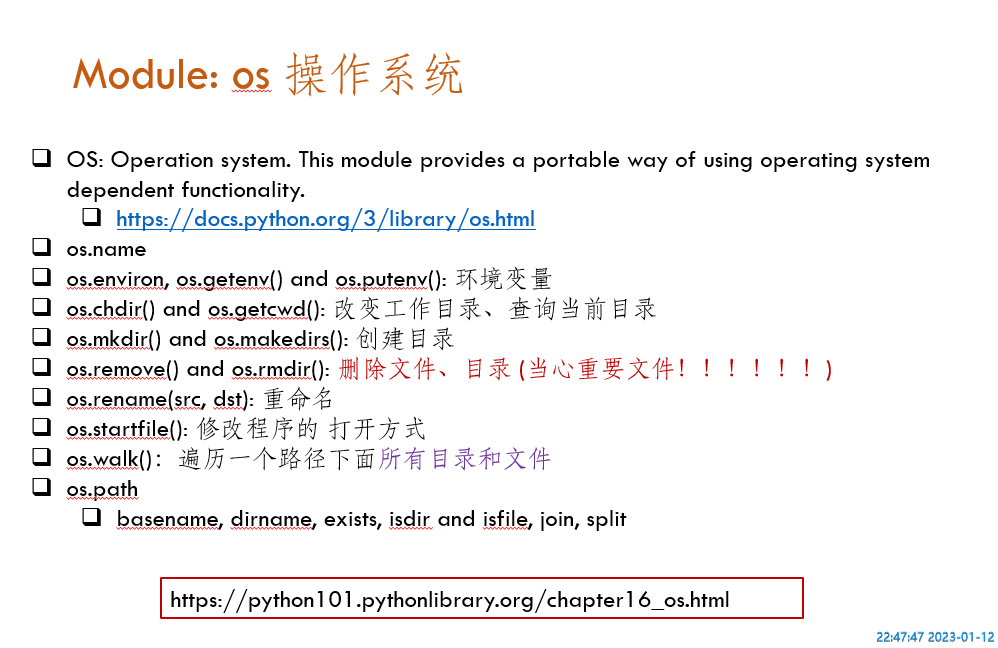 Module: os 操作系统
OS: Operation system. This module provides a portable way of using operating system
dependent functionality.
https://docs.python.org/3/library/os.html
os.name
os.environ, os.getenv() and os.putenv(): 环境变量
os.chdir() and os.getcwd(): 改变工作目录、查询当前目录
os.mkdir() and os.makedirs(): 创建目录
os.remove() and os.rmdir(): 删除文件、目录 (当心重要文件！！！！！！)
os.rename(src, dst): 重命名
os.startfile(): 修改程序的 打开方式
os.walk()：遍历一个路径下面所有目录和文件
os.path
basename, dirname, exists, isdir and isfile, join, split
https://python101.pythonlibrary.org/chapter16_os.html
22:47:47 2023-01-12